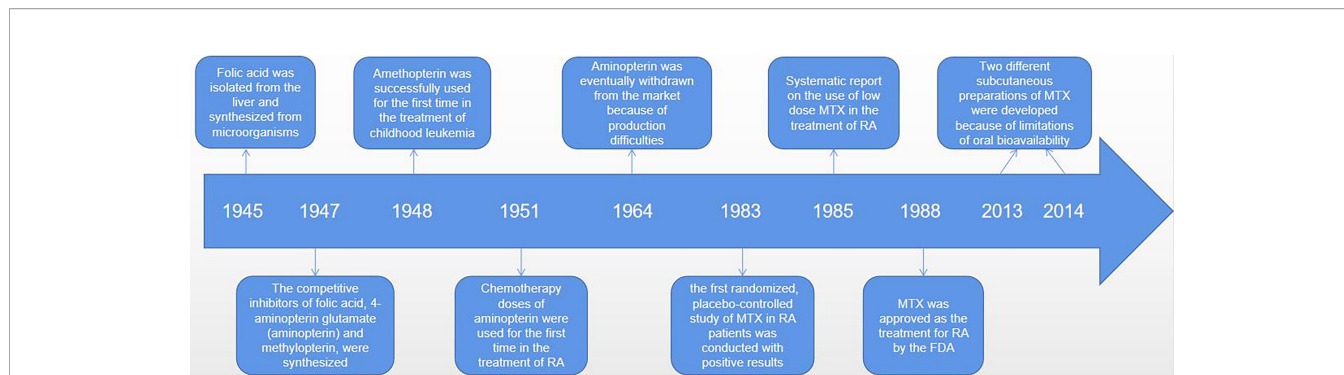 Folic acid was
isolated from the
liver and
synthesized from
microorganisms
Amethopterin was
successfully used
for the first time in
the treatment of
childhood leukemia
Aminopterin was
eventually withdrawn
from the market
because of
production
difficulties
Systematic report
on the use of low
dose MTX in the
treatment of RA
Two different
subcutaneous
preparations of MTX
were developed
because of limitations
of oral bioavailability
1945
1947
1948
1951
1964
1983
1985
1988
2013
2014
The competitive
inhibitors of folic acid, 4-
aminopterin glutamate
(aminopterin) and
methylopterin, were
synthesized
Chemotherapy
doses of
aminopterin were
used for the first
time in the
treatment of RA
the frst randomized,
placebo-controlled
study of MTX in RA
patients was
conducted with
positive results
MTX was
approved as the
treatment for RA
by the FDA